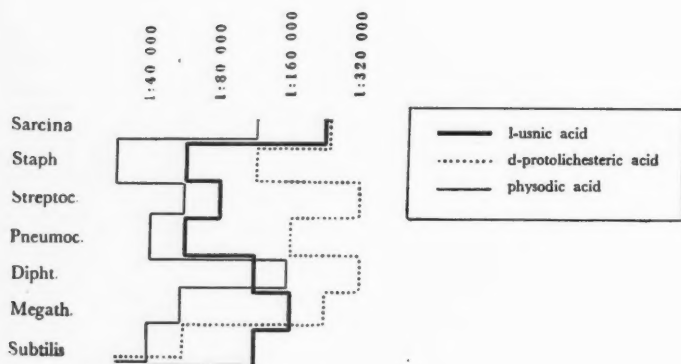 1:40 000
1:80 000
1:160 000
1:320 000
Sarcina
Staph
Streptoc.
Pneumoc.
Dipht.
Megath.
Subtilis
l-usnic acid
d-protolichesteric acid
physodic acid